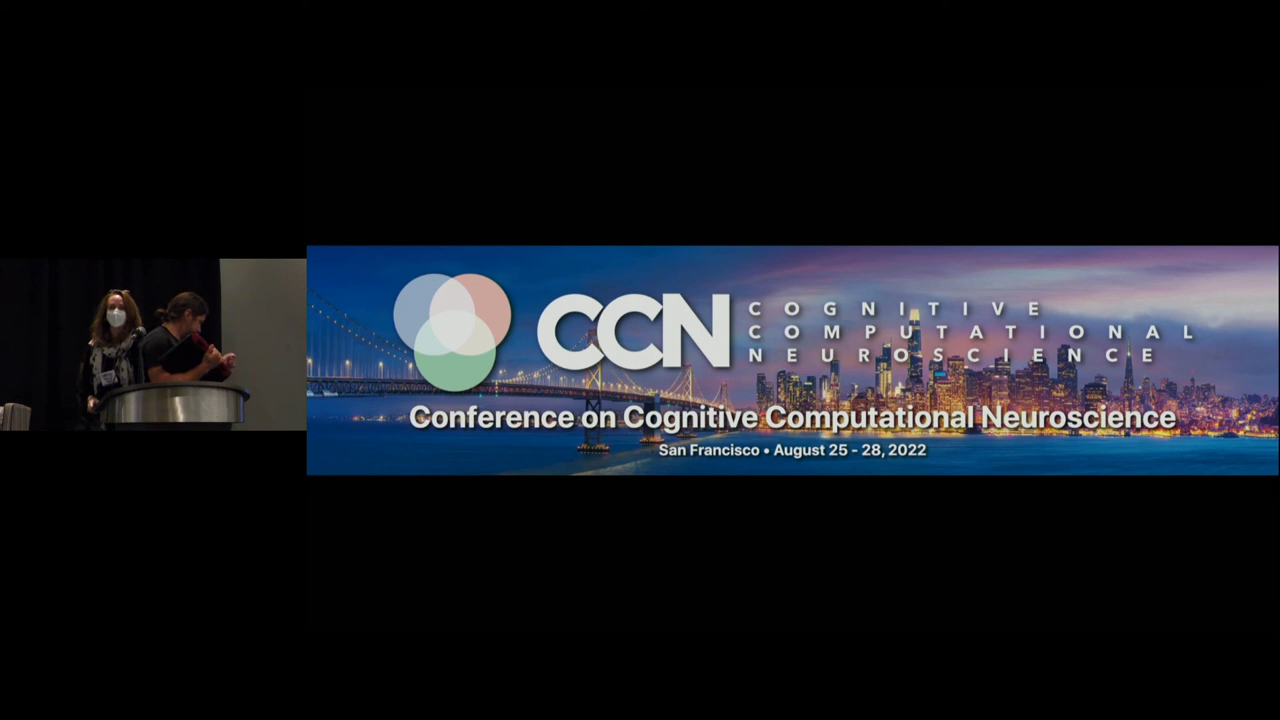 CCN
COGNITIVE
COMPUTATIONAL
NEUROSCIENCE
Conference on Cognitive Computational Neuroscience
San Francisco • August 25 - 28, 2022